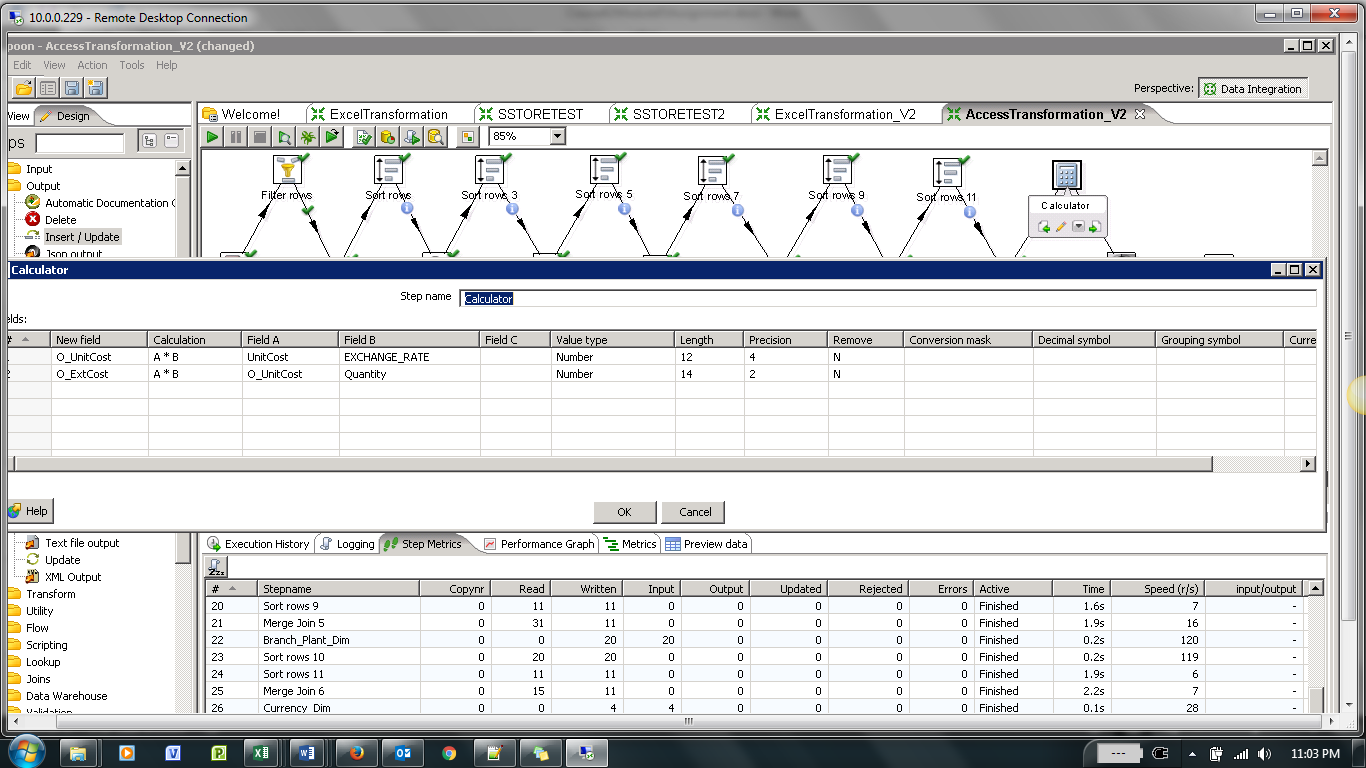 10.0.0.229 - Remote Desktop Connection
poon - AccessTransformation_V2 (changed)
Edit View Action Tools Help
Perspective: Data Integration
View Design
Welcome! ExcelTransformation SSTORETEST SSTORETEST2 ExcelTransformation_V2 AccessTransformation_V2
ps
85%
Input
Output
Automatic Documentation
Delete
Insert / Update
Json output
Filter rows Sort rows Sort rows 3 Sort rows 5 Sort rows 7 Sort rows 9 Sort rows 11 Calculator
Calculator
Step name Calculator
elds:
# New field Calculation Field A Field B Field C Value type Length Precision Remove Conversion mask Decimal symbol Grouping symbol Curre
O_UnitCost A * B UnitCost EXCHANGE_RATE Number 12 4 N
2 O_ExtCost A * B O_UnitCost Quantity Number 14 2 N
Help OK Cancel
Text file output
Update
XML Output
Transform
Utility
Flow
Scripting
Lookup
Joins
Data Warehouse
Validation
Execution History Logging Step Metrics Performance Graph Metrics Preview data
# Stepname Copynr Read Written Input Output Updated Rejected Errors Active Time Speed (r/s) input/output
20 Sort rows 9 0 11 11 0 0 0 0 0 Finished 1.6s 7 -
21 Merge Join 5 0 31 11 0 0 0 0 0 Finished 1.9s 16 -
22 Branch_Plant_Dim 0 0 20 20 0 0 0 0 Finished 0.2s 120 -
23 Sort rows 10 0 20 20 0 0 0 0 0 Finished 0.2s 119 -
24 Sort rows 11 0 11 11 0 0 0 0 0 Finished 1.9s 6 -
25 Merge Join 6 0 15 11 0 0 0 0 0 Finished 2.2s 7 -
26 Currency_Dim 0 0 4 4 0 0 0 0 Finished 0.1s 28 -
11:03 PM